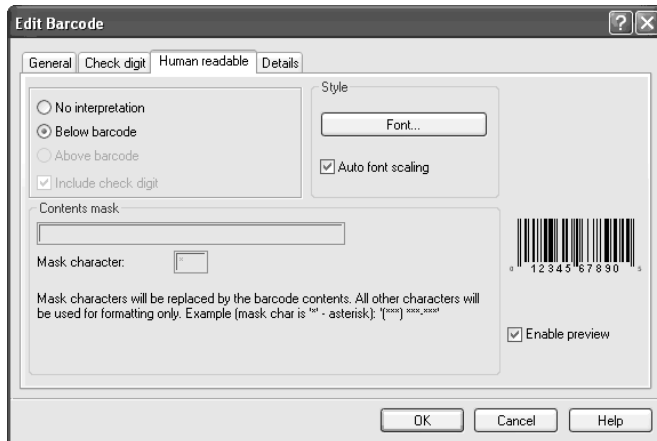 Edit Barcode
General Check digit Human readable Details
No interpretation
Below barcode
Above barcode
Include check digit
Style
Font...
Auto font scaling
Contents mask
*
Mask character:
Mask characters will be replaced by the barcode contents. All other characters will
be used for formatting only. Example (mask char is '*' - asterisk): '(***) ***-***'
0 12345 67890 5
Enable preview
OK Cancel Help